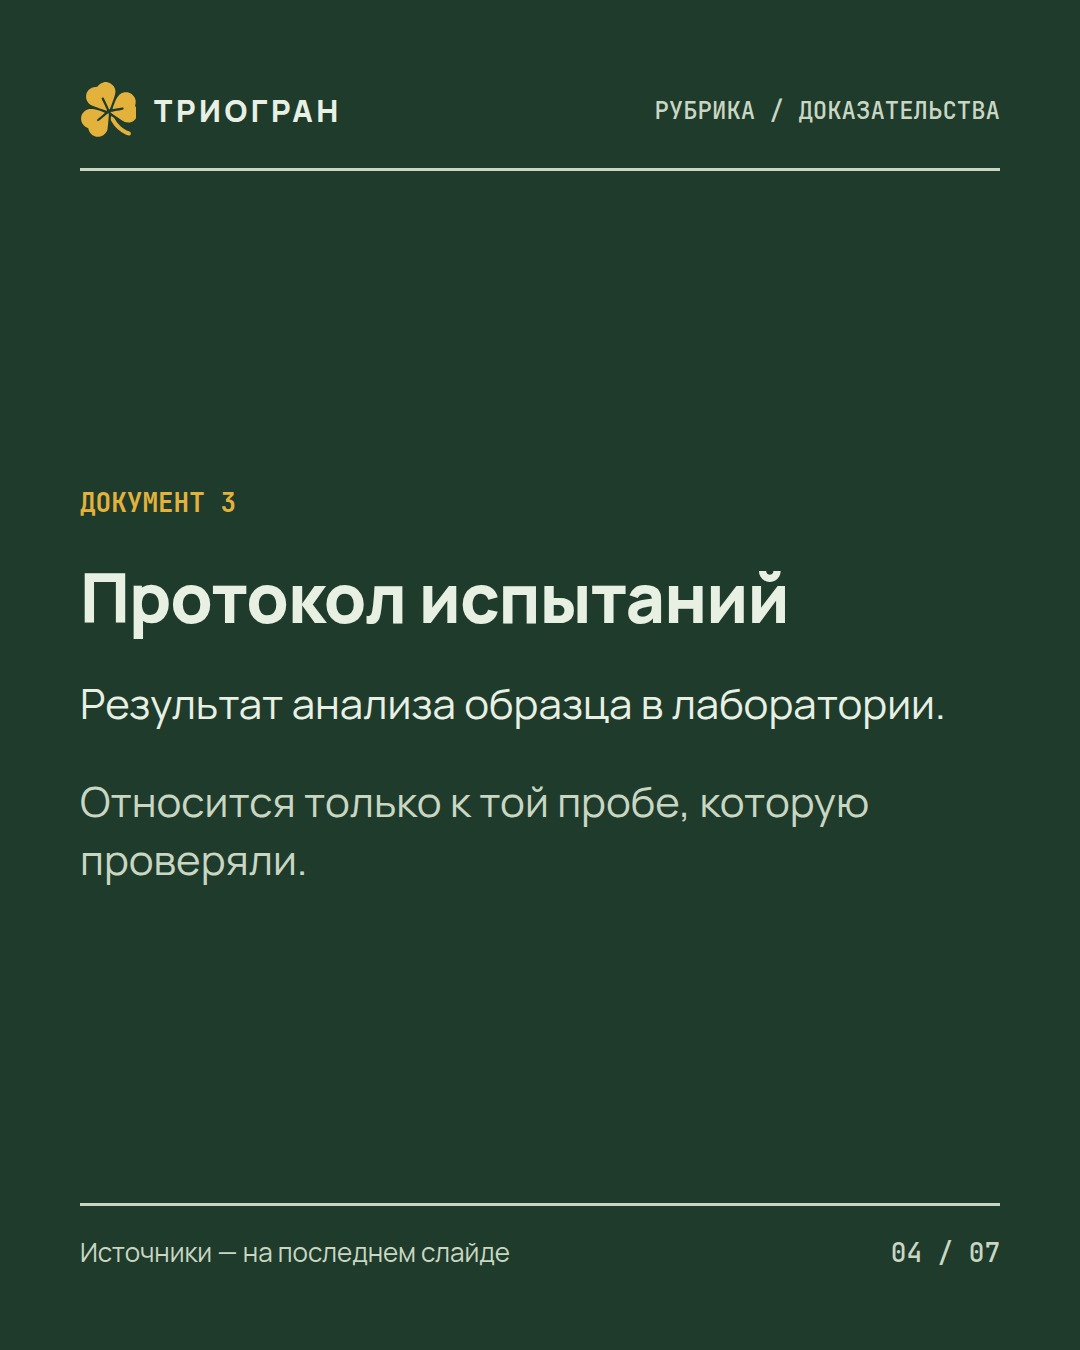 ТРИОГРАН
РУБРИКА / ДОКАЗАТЕЛЬСТВА
ДОКУМЕНТ 3
Протокол испытаний
Результат анализа образца в лаборатории.
Относится только к той пробе, которую
проверяли.
Источники — на последнем слайде
04 / 07